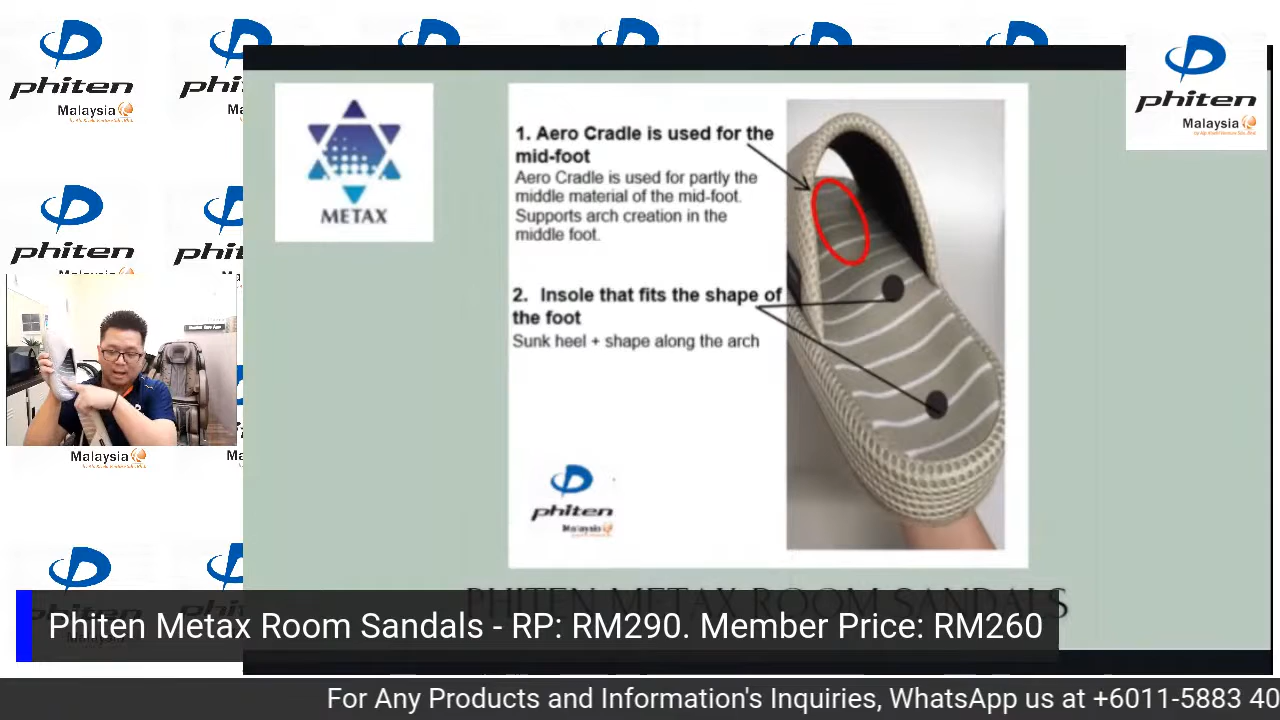 phiten
Malaysia
phiten
Malaysia
METAX
1. Aero Cradle is used for the
mid-foot
Aero Cradle is used for partly the
middle material of the mid-foot.
Supports arch creation in the
middle foot.
2. Insole that fits the shape of
the foot
Sunk heel + shape along the arch
phiten
Malaysia
phiten
Malaysia
PHITEN METAX ROOM SANDALS
Phiten Metax Room Sandals - RP: RM290. Member Price: RM260
For Any Products and Information's Inquiries, WhatsApp us at +6011-5883 40